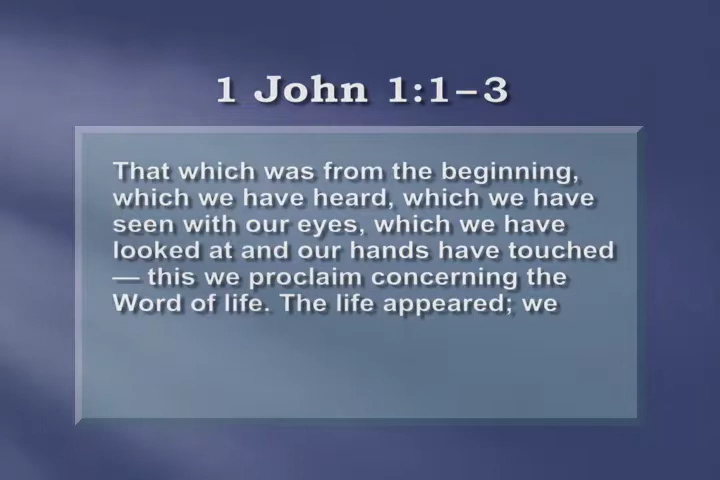 1 John 1:1–3
That which was from the beginning,
which we have heard, which we have
seen with our eyes, which we have
looked at and our hands have touched
— this we proclaim concerning the
Word of life. The life appeared; we